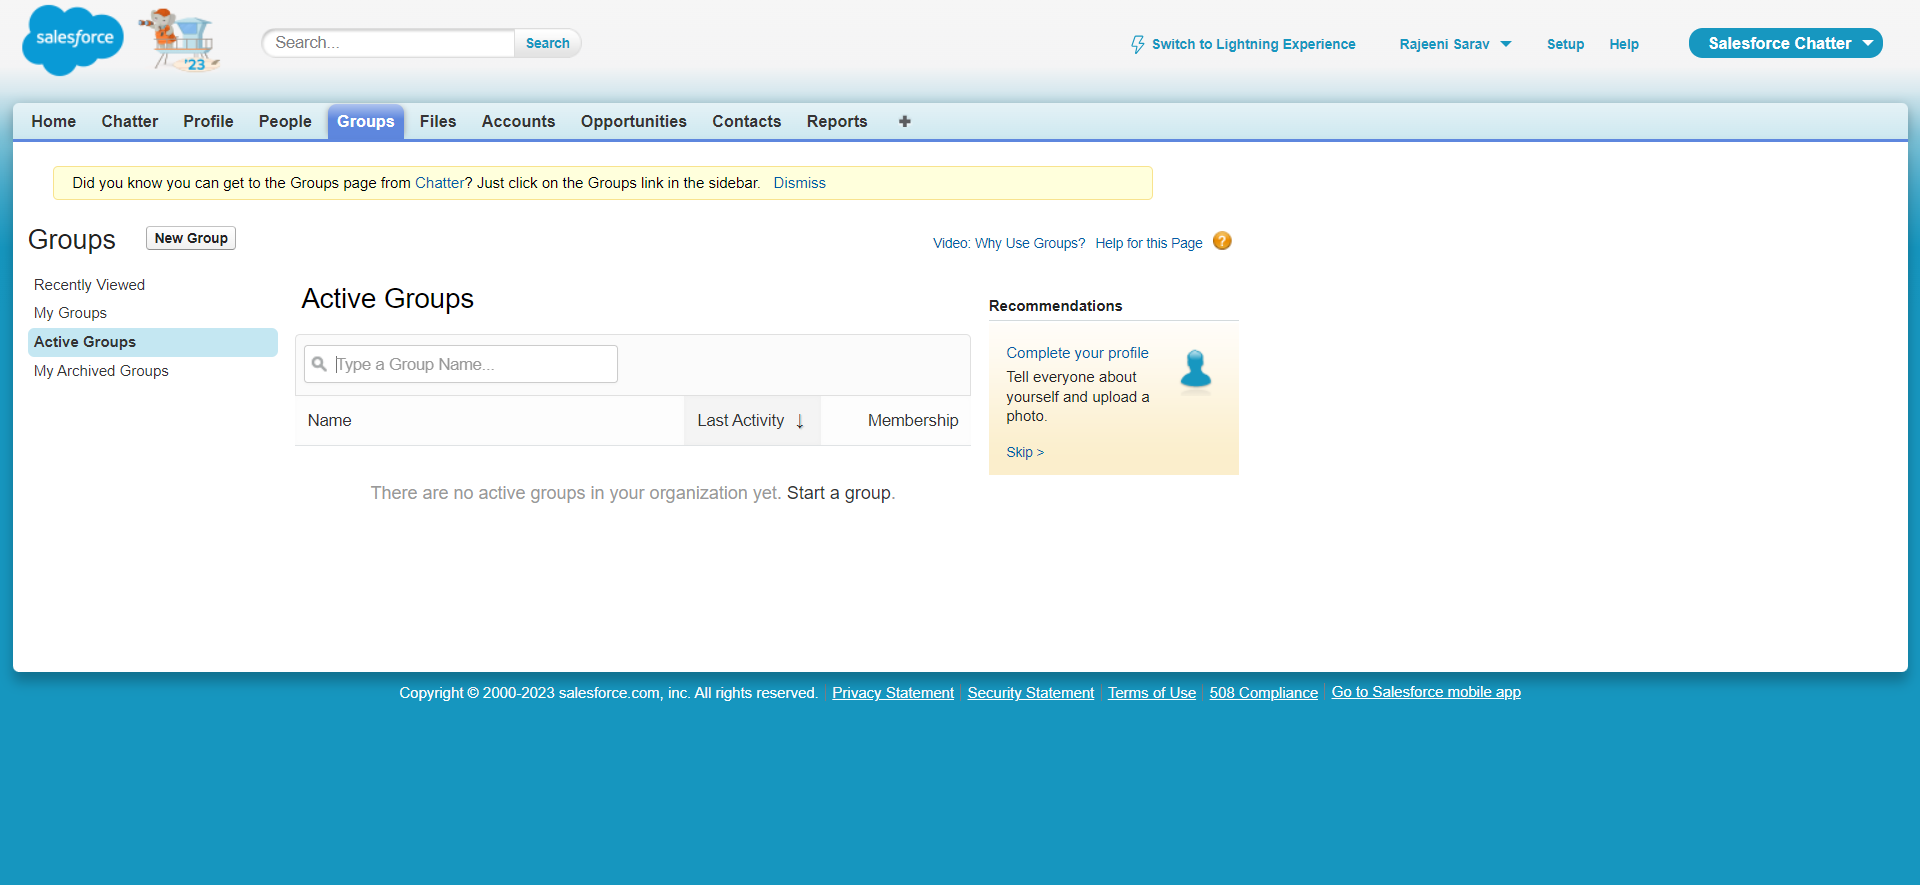 salesforce
'23
Search...
Search
Switch to Lightning Experience
Rajeeni Sarav
Setup
Help
Salesforce Chatter
Home
Chatter
Profile
People
Groups
Files
Accounts
Opportunities
Contacts
Reports
Did you know you can get to the Groups page from Chatter? Just click on the Groups link in the sidebar. Dismiss
Groups
New Group
Video: Why Use Groups?
Help for this Page
?
Recently Viewed
My Groups
Active Groups
My Archived Groups
Active Groups
Type a Group Name...
Name
Last Activity ↓
Membership
There are no active groups in your organization yet. Start a group.
Recommendations
Complete your profile
Tell everyone about
yourself and upload a
photo.
Skip >
Copyright © 2000-2023 salesforce.com, inc. All rights reserved. | Privacy Statement | Security Statement | Terms of Use | 508 Compliance | Go to Salesforce mobile app